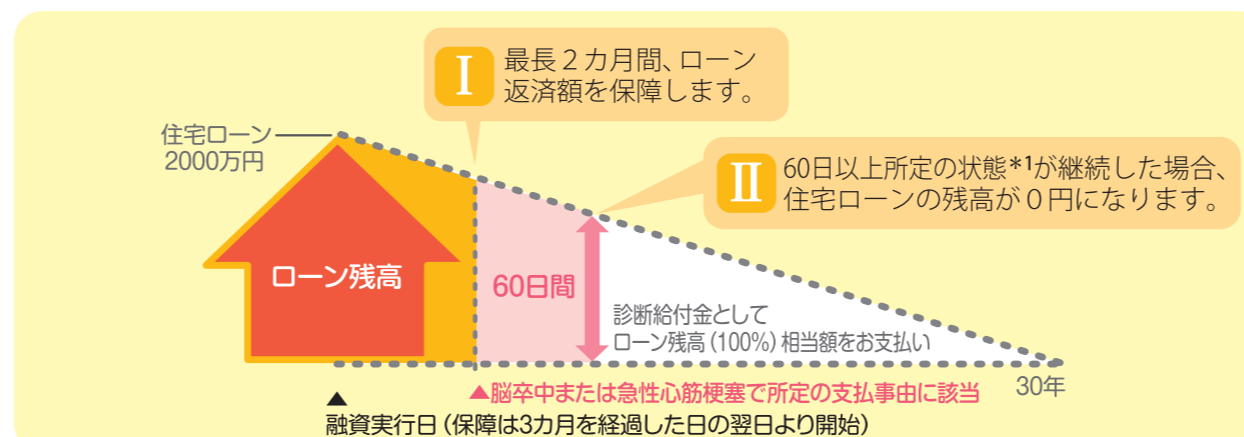 Ⅰ
最長2カ月間、ローン
返済額を保障します。
住宅ローン
2000万円
Ⅱ
60日以上所定の状態*1が継続した場合、
住宅ローンの残高が0円になります。
ローン残高
60日間
診断給付金として
ローン残高(100%)相当額をお支払い
30年
▲脳卒中または急性心筋梗塞で所定の支払事由に該当
▲
融資実行日(保障は3カ月を経過した日の翌日より開始)